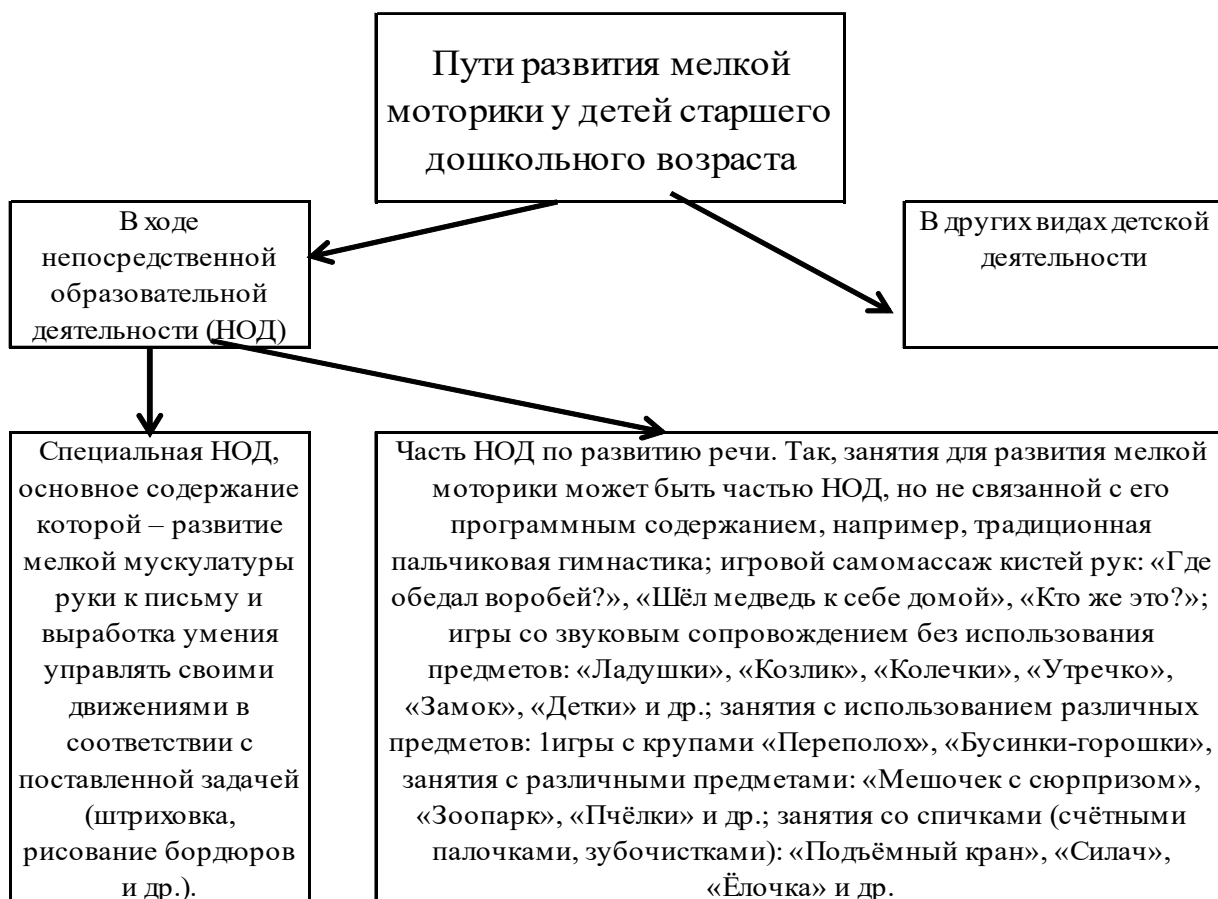 Пути развития мелкой
моторики у детей старшего
дошкольного возраста
В ходе
непосредственной
образовательной
деятельности (НОД)
В других видах детской
деятельности
Специальная НОД,
основное содержание
которой – развитие
мелкой мускулатуры
руки к письму и
выработка умения
управлять своими
движениями в
соответствии с
поставленной задачей
(штриховка,
рисование бордюров
и др.).
Часть НОД по развитию речи. Так, занятия для развития мелкой
моторики может быть частью НОД, но не связанной с его
программным содержанием, например, традиционная
пальчиковая гимнастика; игровой самомассаж кистей рук: «Где
обедал воробей?», «Шёл медведь к себе домой», «Кто же это?»;
игры со звуковым сопровождением без использования
предметов: «Ладушки», «Козлик», «Колечки», «Утречко»,
«Замок», «Детки» и др.; занятия с использованием различных
предметов: 1игры с крупами «Переполох», «Бусинки-горошки»,
занятия с различными предметами: «Мешочек с сюрпризом»,
«Зоопарк», «Пчёлки» и др.; занятия со спичками (счётными
палочками, зубочистками): «Подъёмный кран», «Силач»,
«Ёлочка» и др.